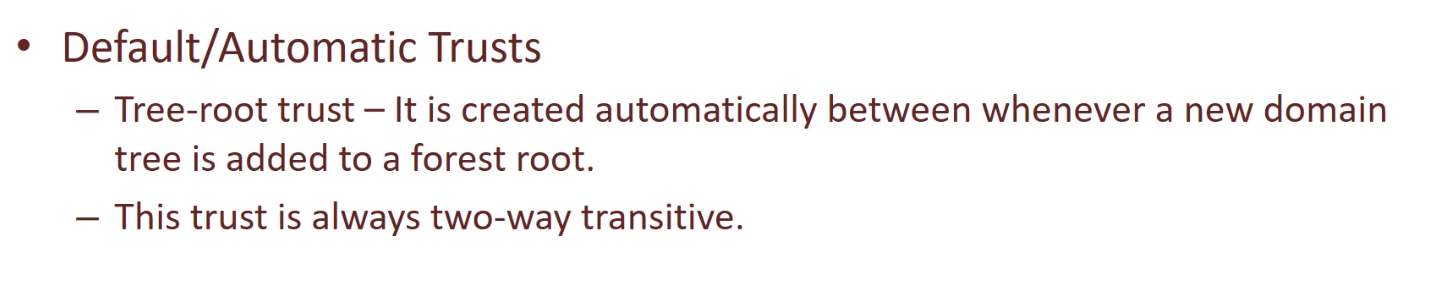 • Default/Automatic Trusts
– Tree-root trust – It is created automatically between whenever a new domain
tree is added to a forest root.
– This trust is always two-way transitive.